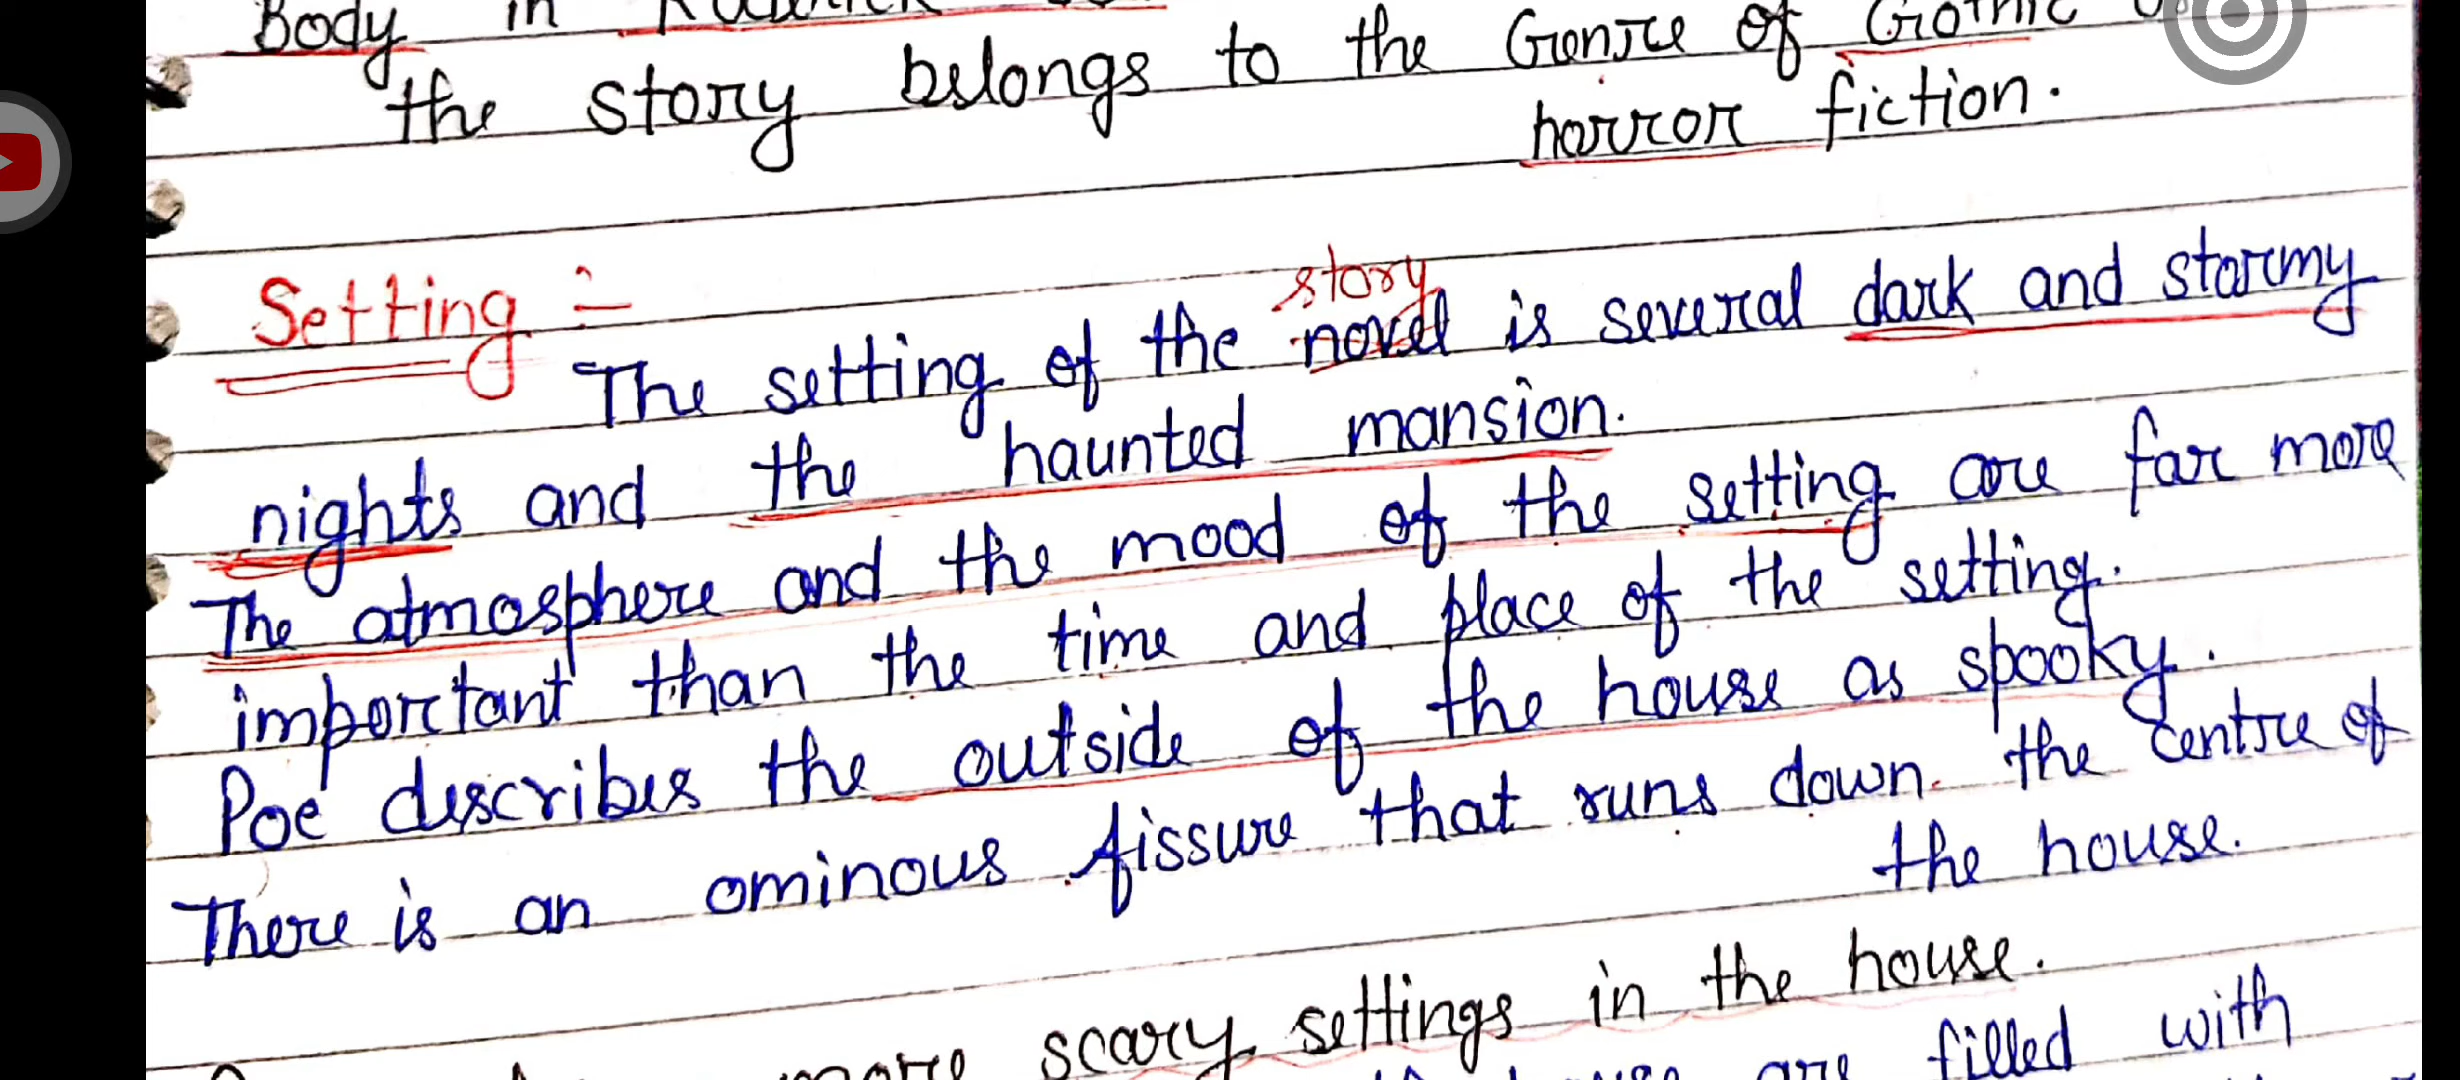 Body in
the story belongs to the Genre of Gothic
horror fiction.
Setting :-
story
The setting of the novel is several dark and stormy
nights and the haunted mansion.
The atmosphere and the mood of the setting are far more
important than the time and place of the setting.
Poe describes the outside of the house as spooky.
There is an ominous fissure that runs down the centre of
the house.
more scary settings in the house.
house are filled with